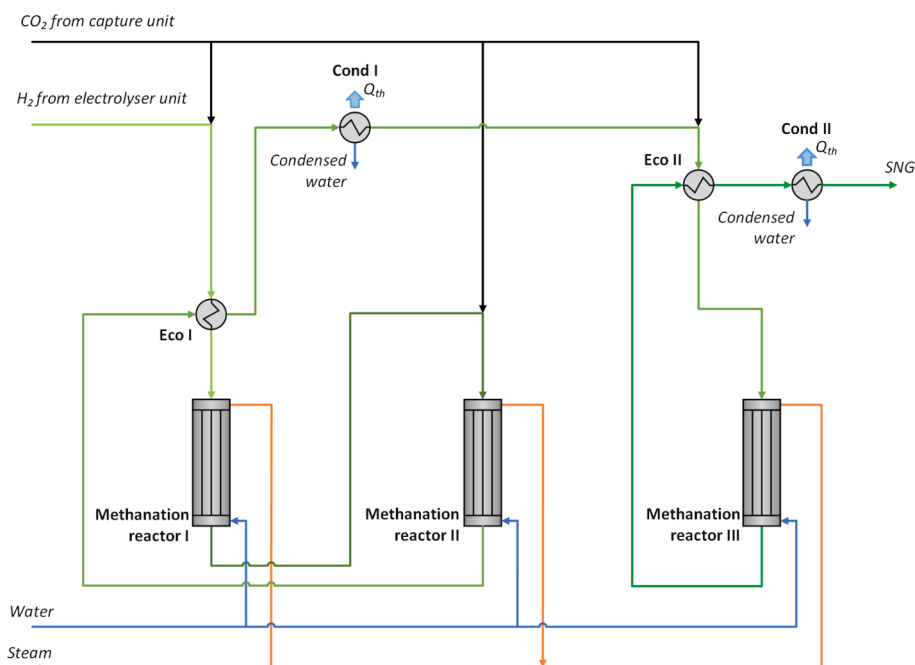 CO₂ from capture unit
H₂ from electrolyser unit
Cond I
Qth
Condensed
water
Cond II
Qth
Eco II
SNG
Condensed
water
Eco I
Methanation
reactor I
Methanation
reactor II
Methanation
reactor III
Water
Steam